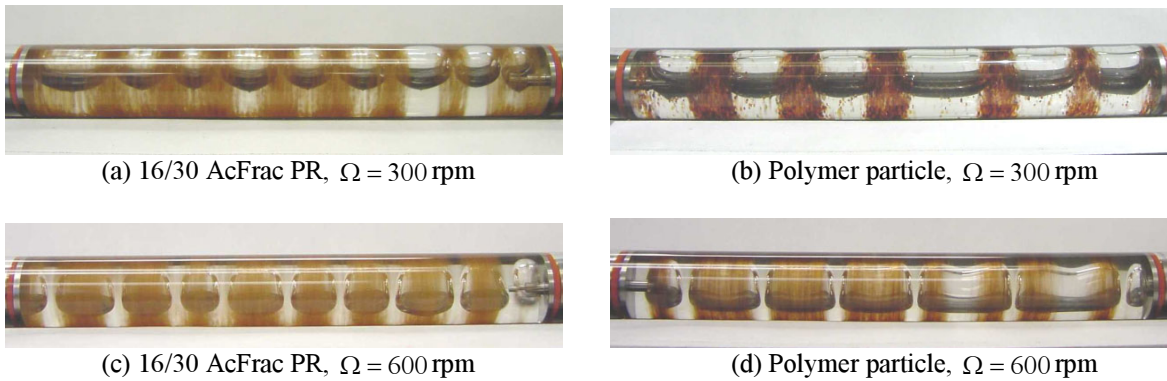 (a) 16/30 AcFrac PR, Ω = 300 rpm
(b) Polymer particle, Ω = 300 rpm
(c) 16/30 AcFrac PR, Ω = 600 rpm
(d) Polymer particle, Ω = 600 rpm